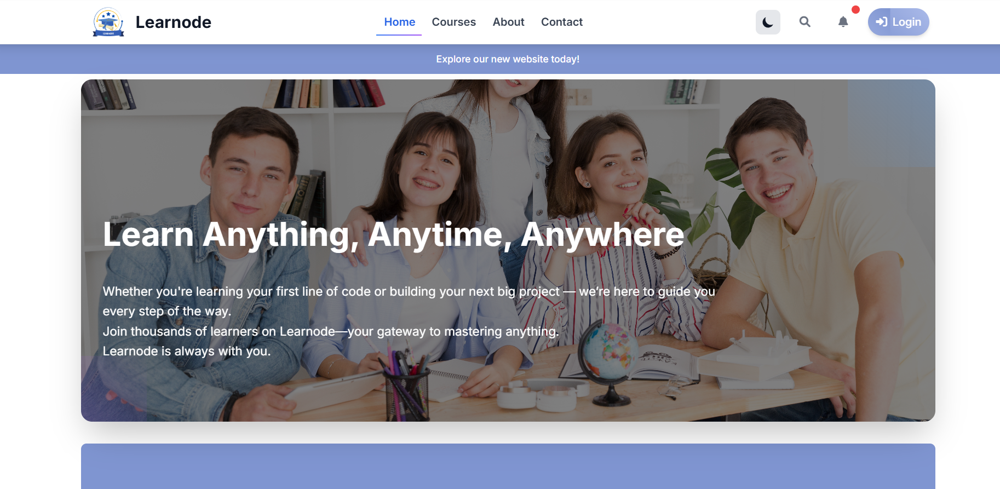 LEARNODE
Learnode
Home
Courses
About
Contact
Login
Explore our new website today!
Learn Anything, Anytime, Anywhere
Whether you're learning your first line of code or building your next big project — we’re here to guide you
every step of the way.
Join thousands of learners on Learnode—your gateway to mastering anything.
Learnode is always with you.